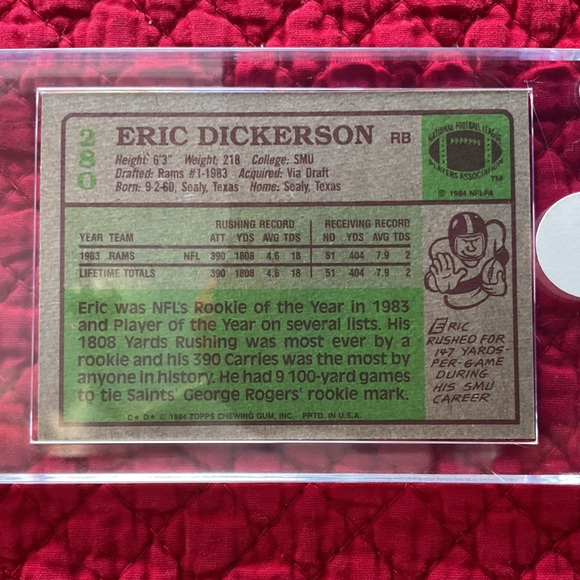 280
ERIC DICKERSON RB
Height: 6'3" Weight: 218 College: SMU
Drafted: Rams #1-1983 Acquired: Via Draft
Born: 9-2-60, Sealy, Texas Home: Sealy, Texas
NATIONAL FOOTBALL LEAGUE
PLAYERS ASSOCIATION
TM
© 1984 NFLPA
RUSHING RECORD RECEIVING RECORD
YEAR TEAM ATT YDS AVG TDS NO YDS AVG TDS
1983 RAMS NFL 390 1808 4.6 18 51 404 7.9 2
LIFETIME TOTALS 390 1808 4.6 18 51 404 7.9 2
Eric was NFL's Rookie of the Year in 1983
and Player of the Year on several lists. His
1808 Yards Rushing was most ever by a
rookie and his 390 Carries was the most by
anyone in history. He had 9 100-yard games
to tie Saints' George Rogers' rookie mark.
ERIC
RUSHED FOR
147 YARDS-
PER-GAME
DURING
HIS SMU
CAREER.
C★D★ © 1984 TOPPS CHEWING GUM, INC. PRTD. IN U.S.A.